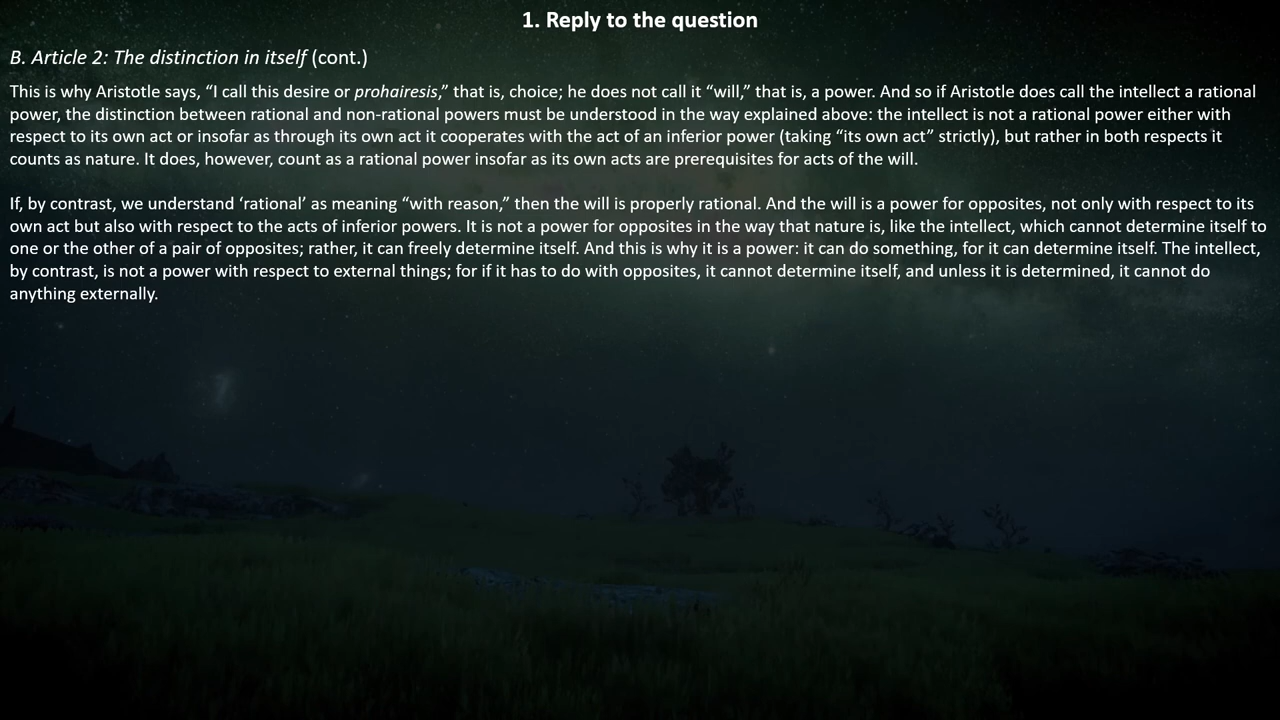 1. Reply to the question
B. Article 2: The distinction in itself (cont.)
This is why Aristotle says, “I call this desire or prohairesis,” that is, choice; he does not call it “will,” that is, a power. And so if Aristotle does call the intellect a rational
power, the distinction between rational and non-rational powers must be understood in the way explained above: the intellect is not a rational power either with
respect to its own act or insofar as through its own act it cooperates with the act of an inferior power (taking “its own act” strictly), but rather in both respects it
counts as nature. It does, however, count as a rational power insofar as its own acts are prerequisites for acts of the will.
If, by contrast, we understand ‘rational’ as meaning “with reason,” then the will is properly rational. And the will is a power for opposites, not only with respect to its
own act but also with respect to the acts of inferior powers. It is not a power for opposites in the way that nature is, like the intellect, which cannot determine itself to
one or the other of a pair of opposites; rather, it can freely determine itself. And this is why it is a power: it can do something, for it can determine itself. The intellect,
by contrast, is not a power with respect to external things; for if it has to do with opposites, it cannot determine itself, and unless it is determined, it cannot do
anything externally.